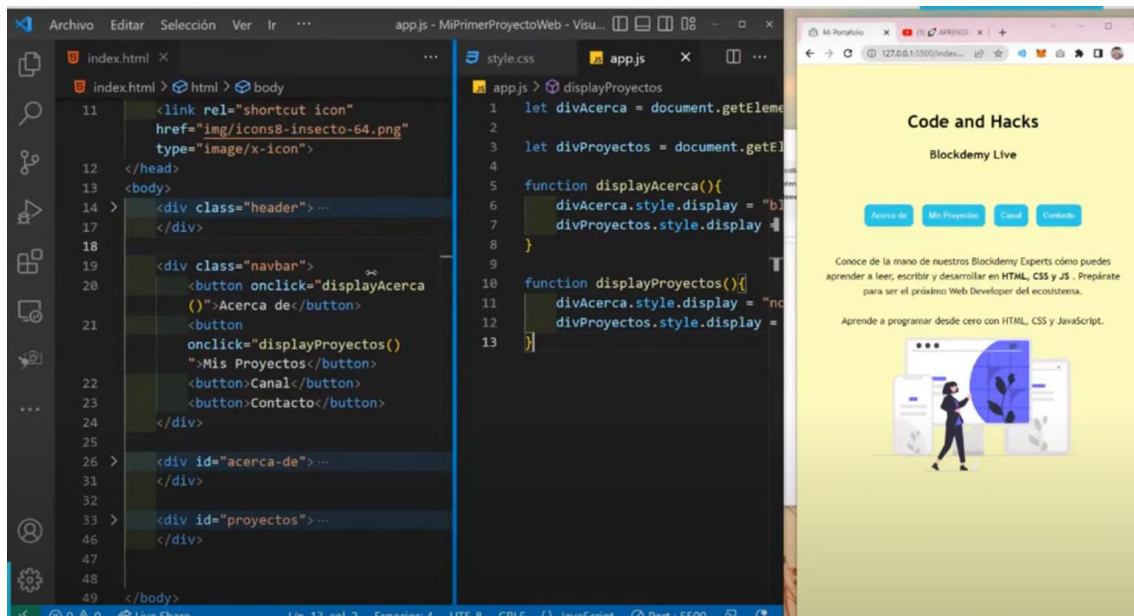 Archivo Editar Selección Ver Ir ··· app.js - MiPrimerProyectoWeb - Visu...
index.html
index.html > html > body
11 <link rel="shortcut icon"
href="img/icons8-insecto-64.png"
type="image/x-icon">
12 </head>
13 <body>
14 <div class="header">···
17 </div>
18
19 <div class="navbar">
20 <button onclick="displayAcerca
()">Acerca de</button>
21 <button
onclick="displayProyectos()
">Mis Proyectos</button>
22 <button>Canal</button>
23 <button>Contacto</button>
24 </div>
25
26 <div id="acerca-de">···
31 </div>
32
33 <div id="proyectos">···
46 </div>
47
48
49 </body>
style.css app.js
app.js > displayProyectos
1 let divAcerca = document.getEleme
2
3 let divProyectos = document.getEl
4
5 function displayAcerca(){
6 divAcerca.style.display = "bl
7 divProyectos.style.display
8 }
9
10 function displayProyectos(){
11 divAcerca.style.display = "no
12 divProyectos.style.display =
13 }
Live Share Ln 13, col 2 Espacios: 4 UTF-8 CRLF {} JavaScript Port : 5500
Mi Portafolio (1) APRENDE
127.0.0.1:5500/index...
Code and Hacks
Blockdemy Live
Acerca de Mis Proyectos Canal Contacto
Conoce de la mano de nuestros Blockdemy Experts cómo puedes
aprender a leer, escribir y desarrollar en HTML, CSS y JS . Prepárate
para ser el próximo Web Developer del ecosistema.
Aprende a programar desde cero con HTML, CSS y JavaScript.